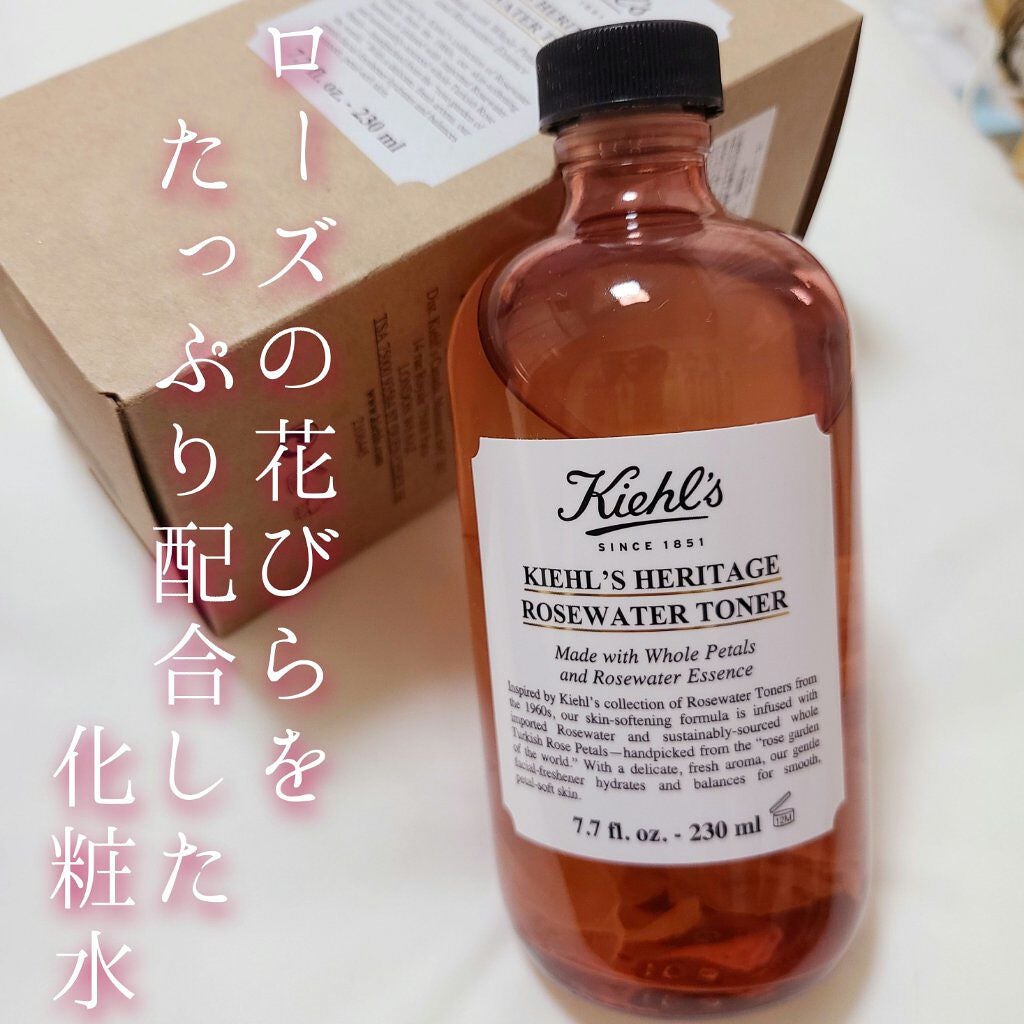 ローズの花びらを
たっぷり配合した
化粧水
7.7 fl. oz. - 230 ml
Kiehl's
SINCE 1851
KIEHL'S HERITAGE
ROSEWATER TONER
Made with Whole Petals
and Rosewater Essence
Inspired by Kiehl's collection of Rosewater Toners from
the 1960s, our skin-softening formula is infused with
imported Rosewater and sustainably-sourced whole
Turkish Rose Petals—handpicked from the "rose garden
of the world." With a delicate, fresh aroma, our gentle
facial-freshener hydrates and balances for smooth,
petal-soft skin.
7.7 fl. oz. - 230 ml
12M